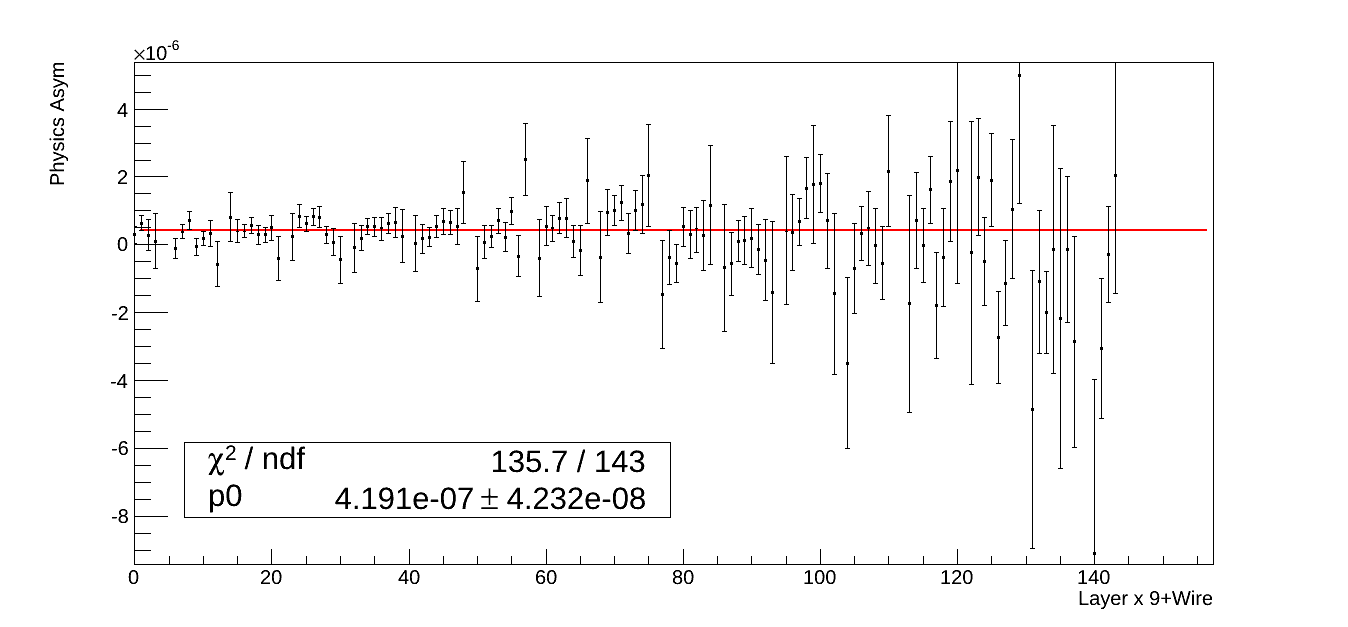 ×10-6
Physics Asym
4
2
0
-2
-4
-6
-8
χ2 / ndf 135.7 / 143
p0 4.191e-07 ± 4.232e-08
0 20 40 60 80 100 120 140
Layer x 9+Wire